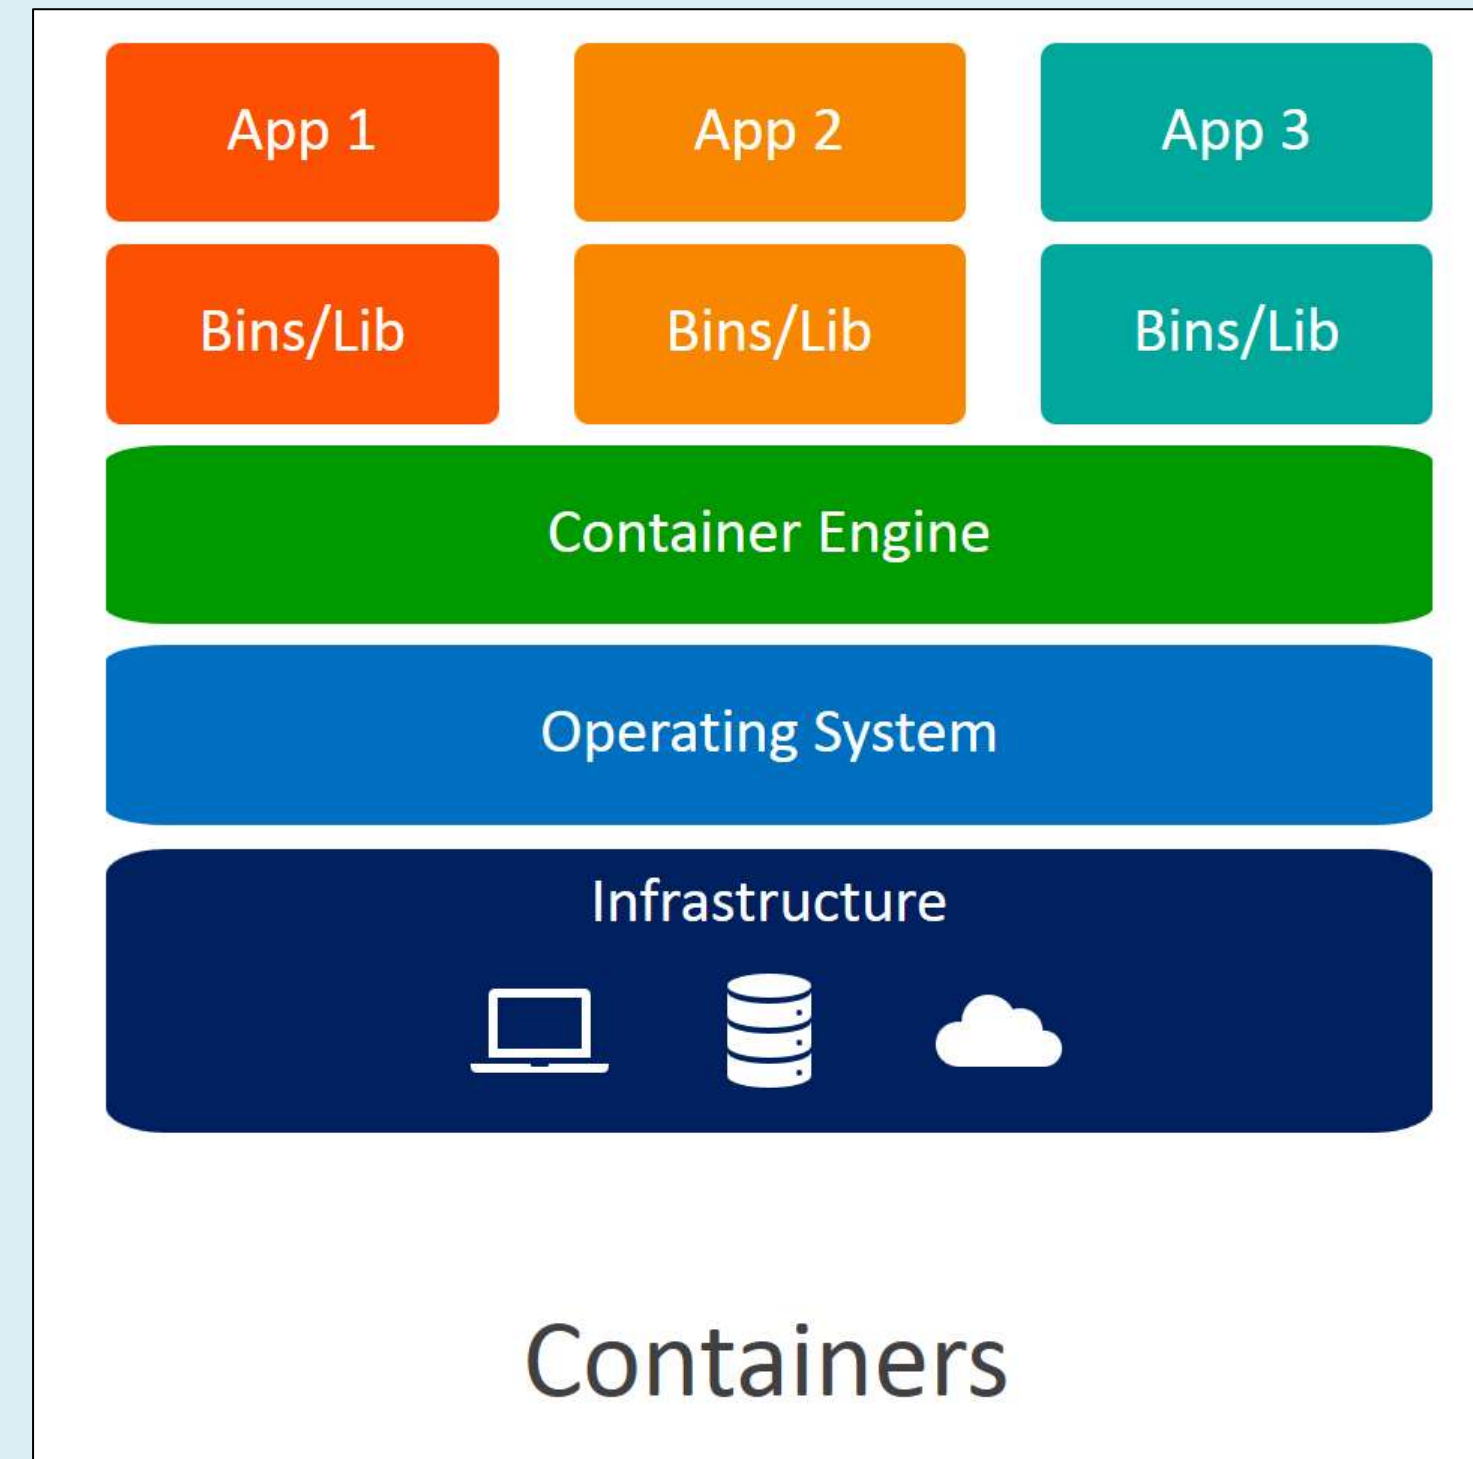 App 1
App 2
App 3
Bins/Lib
Bins/Lib
Bins/Lib
Container Engine
Operating System
Infrastructure
Containers